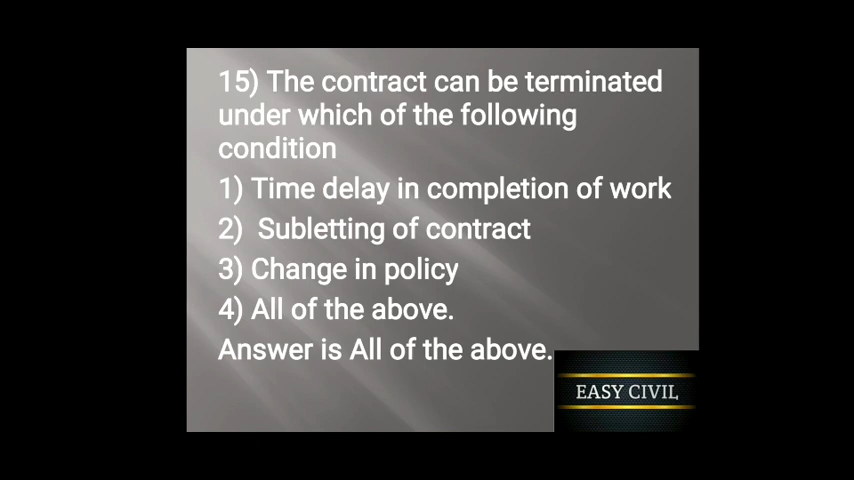 15) The contract can be terminated
under which of the following
condition
1) Time delay in completion of work
2)  Subletting of contract
3) Change in policy
4) All of the above.
Answer is All of the above.
EASY CIVIL